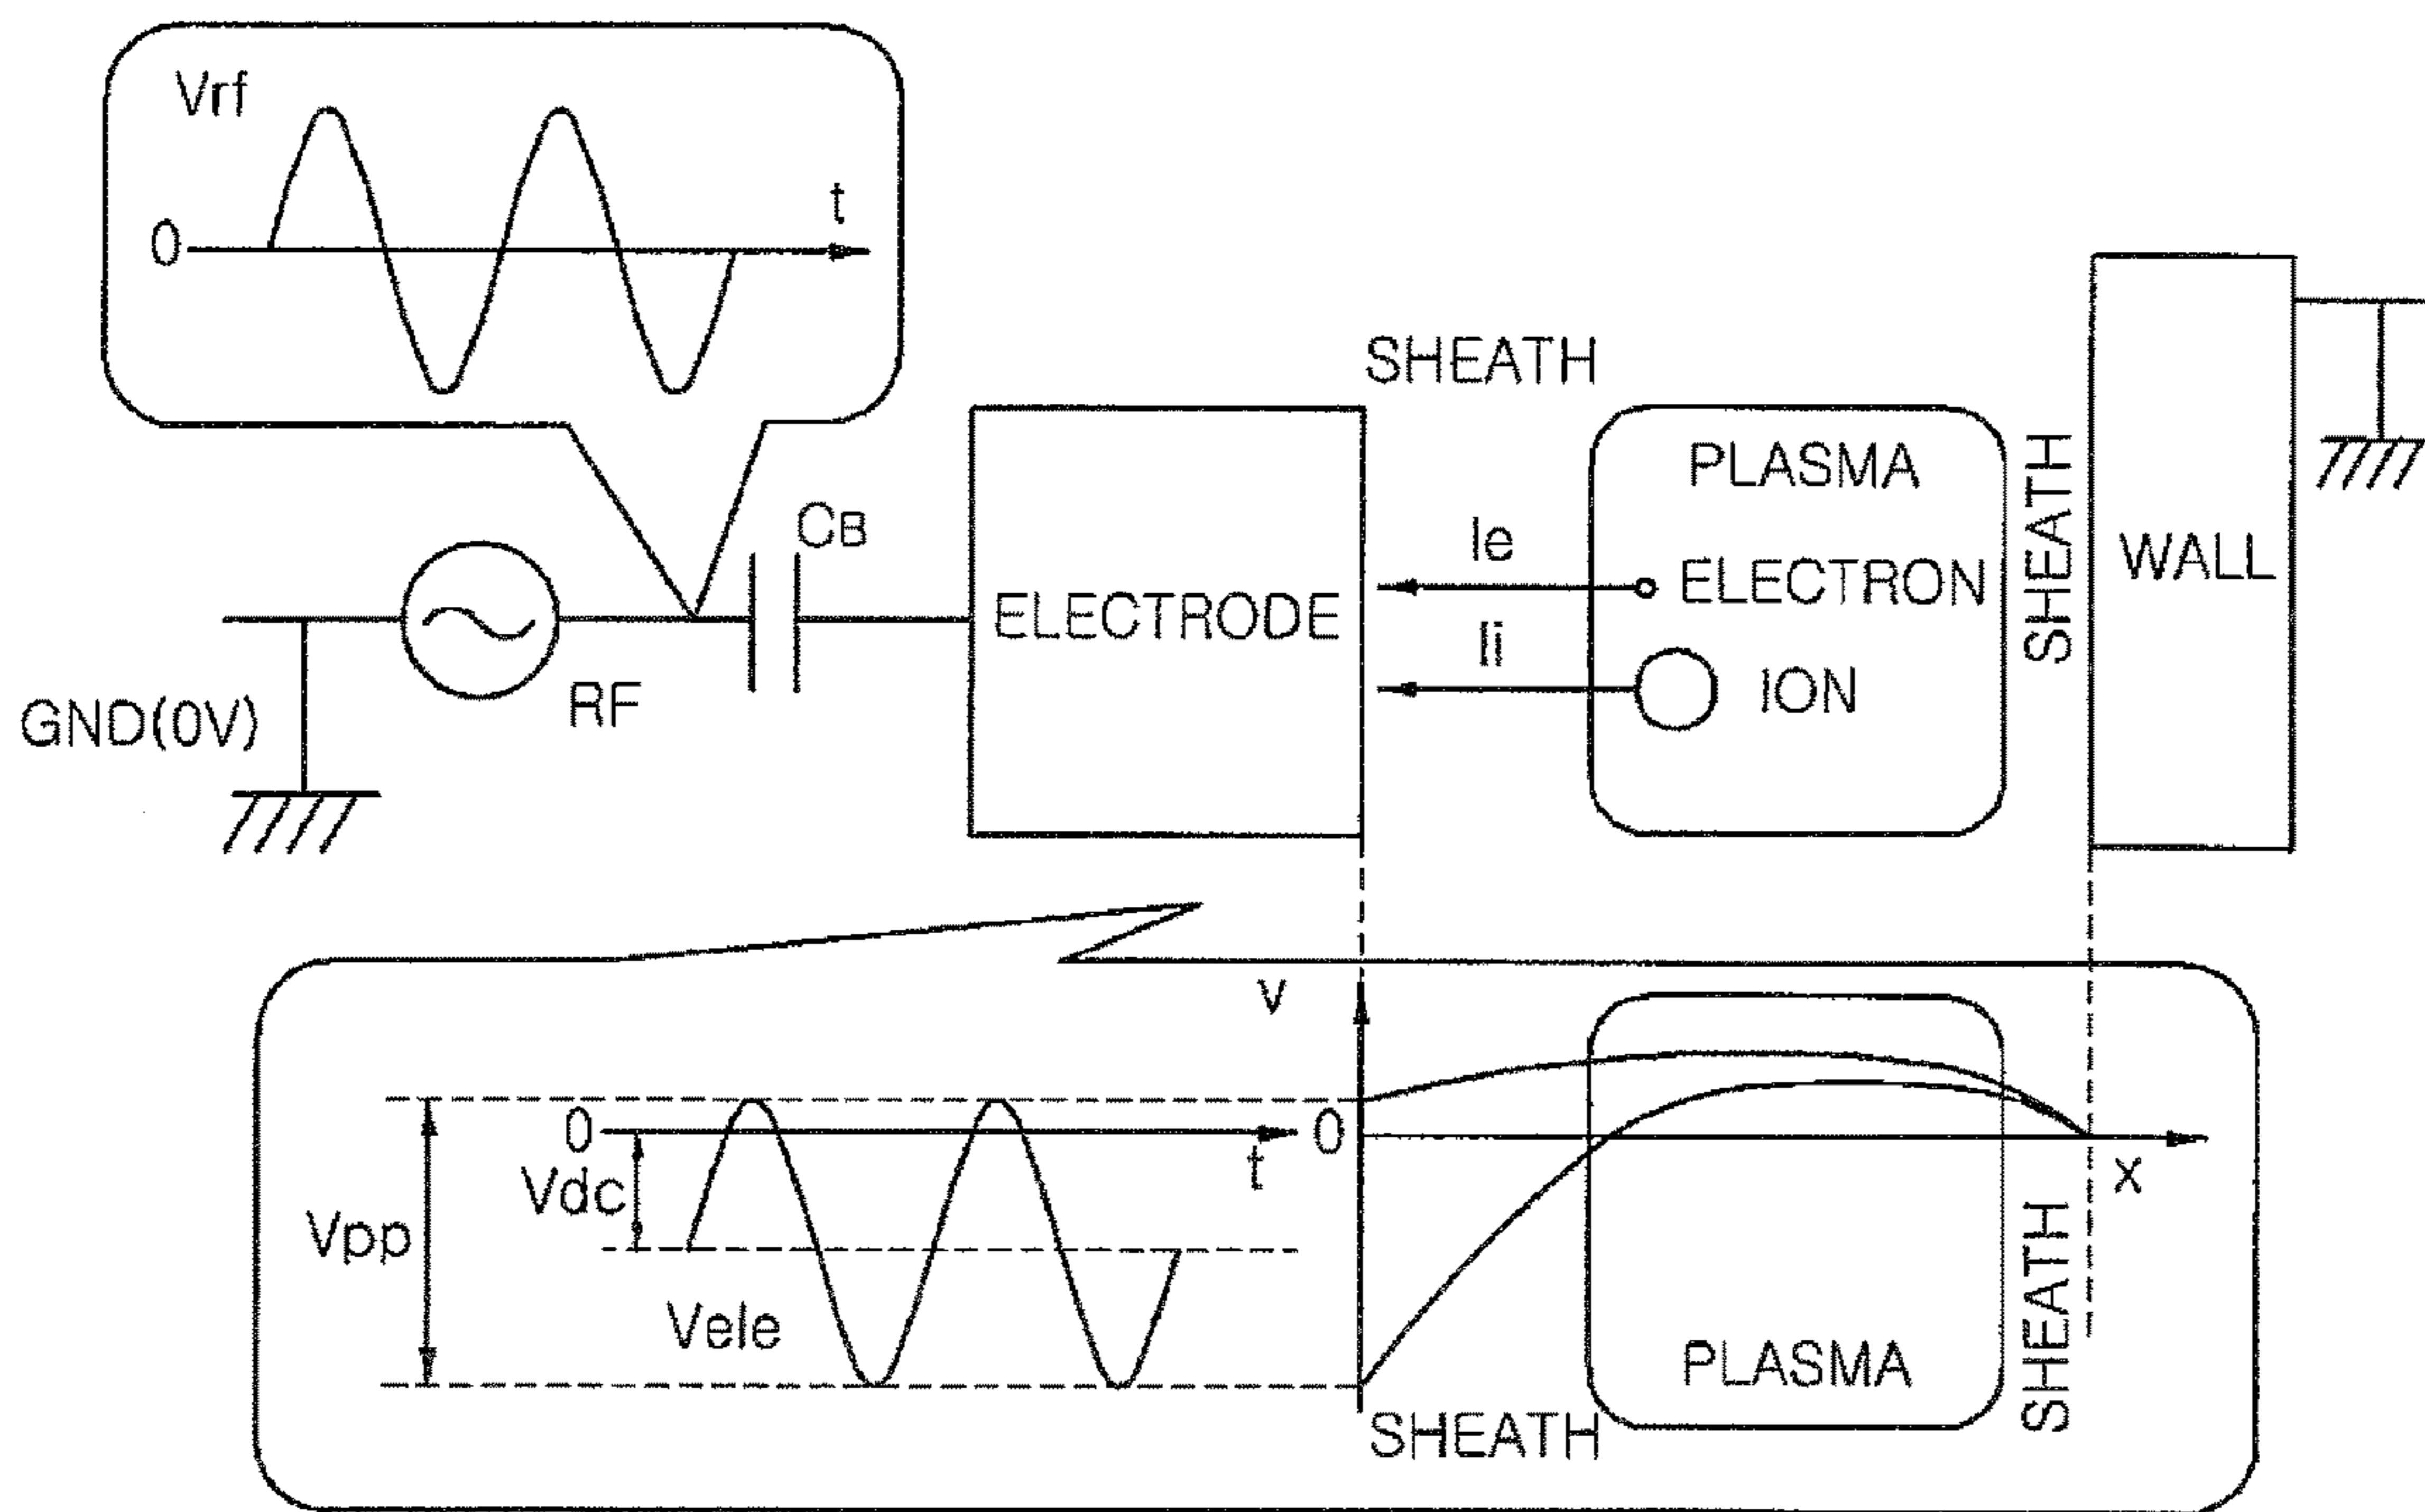 Vrf
0
t
SHEATH
PLASMA
SHEATH
WALL
CB
Ie
ELECTRON
ELECTRODE
Ii
ION
GND(0V)
RF
v
0
t
0
x
Vdc
Vpp
Vele
PLASMA
SHEATH
SHEATH